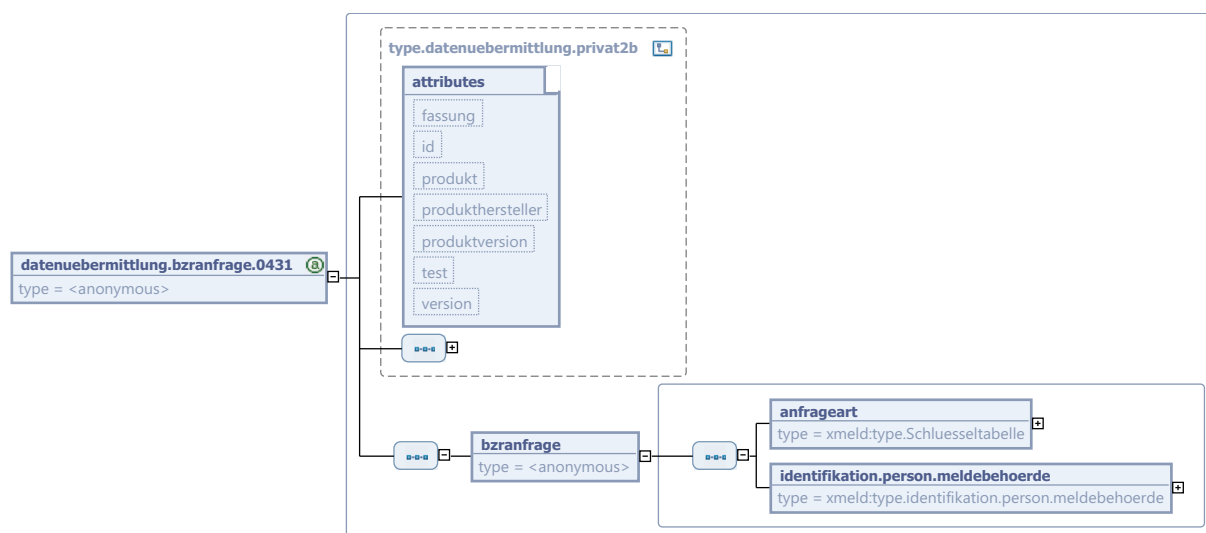 type.datenuebermittlung.privat2b
attributes
fassung
id
produkt
produkthersteller
produktversion
test
version
datenuebermittlung.bzranfrage.0431 @
type = <anonymous>
bzranfrage
type = <anonymous>
anfrageart
type = xmeld:type.Schluesseltabelle
identifikation.person.meldebehoerde
type = xmeld:type.identifikation.person.meldebehoerde